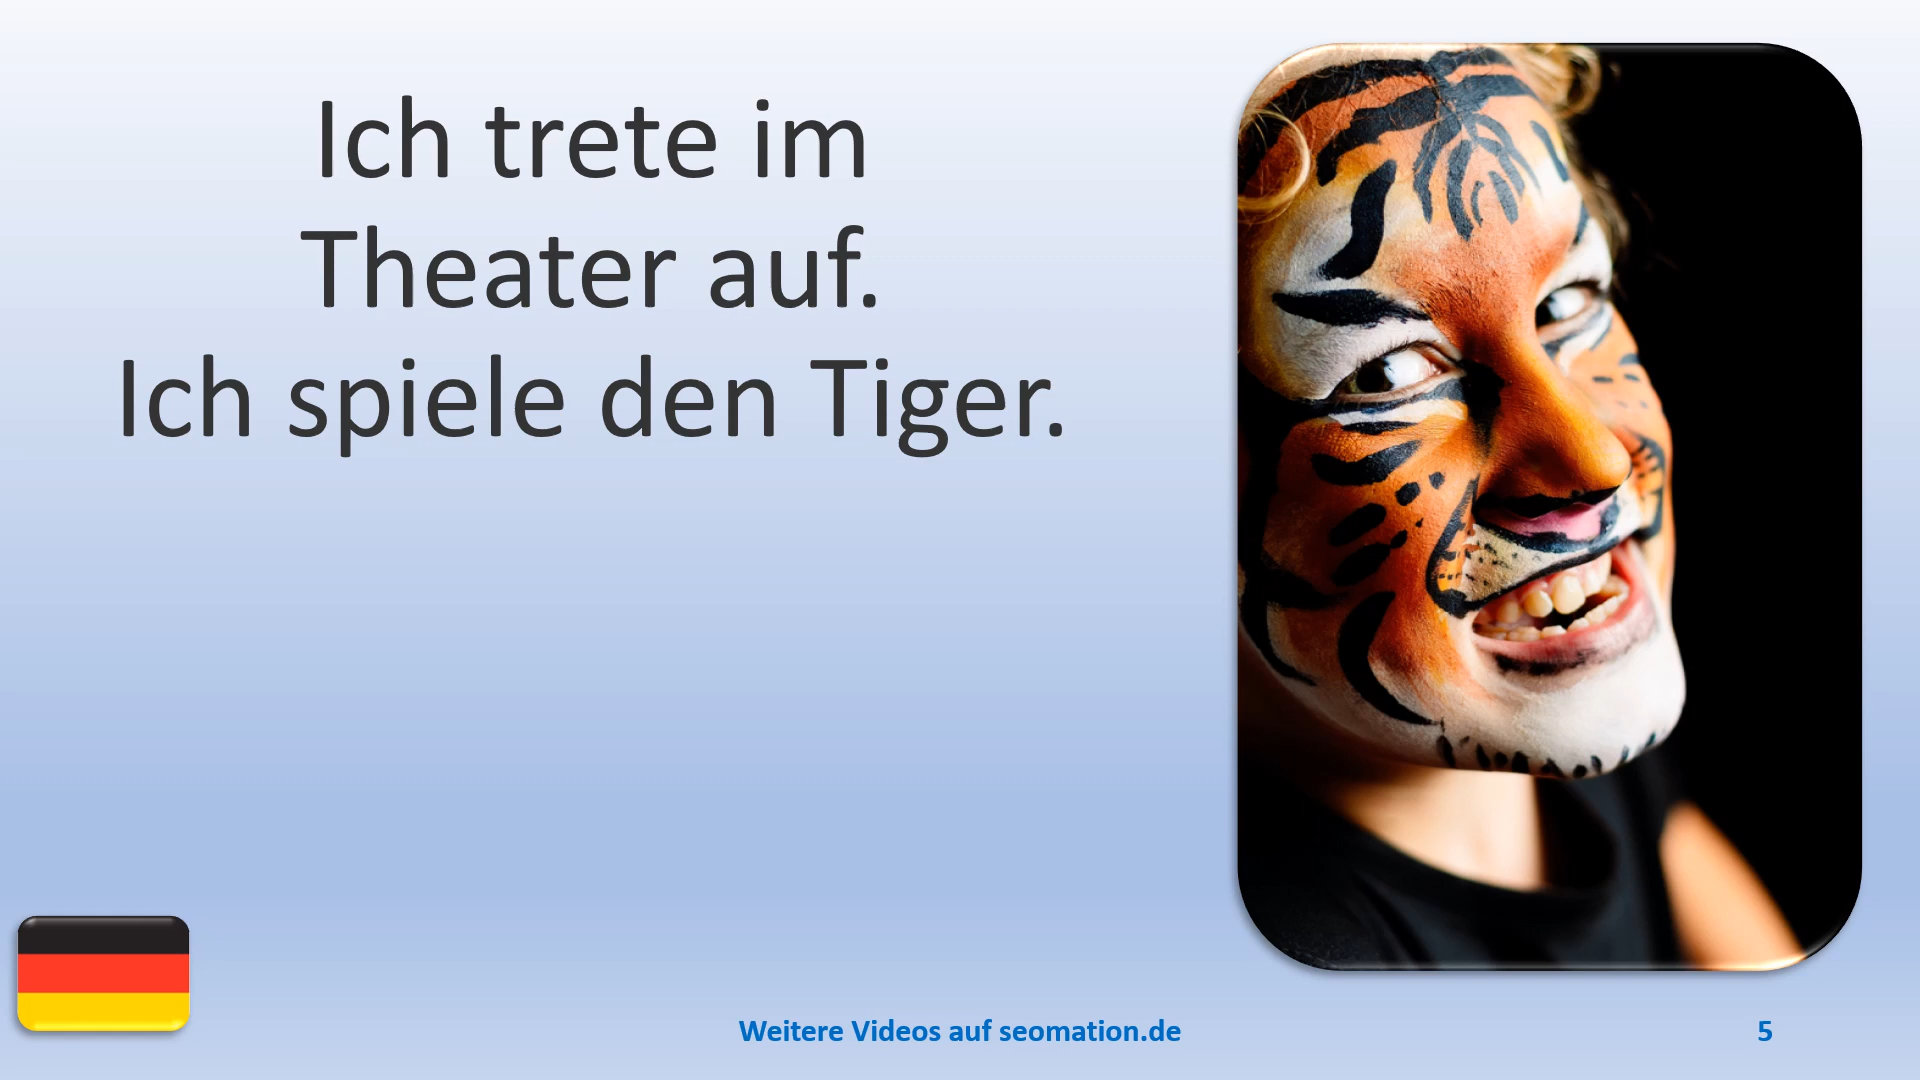 Ich trete im
Theater auf.
Ich spiele den Tiger.
Weitere Videos auf seomation.de
5